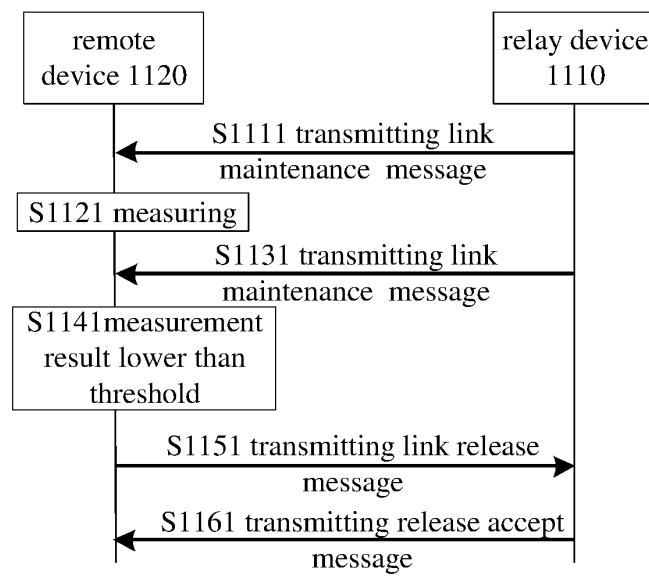 remote
device 1120
relay device
1110
S1111 transmitting link
maintenance message
S1121 measuring
S1131 transmitting link
maintenance message
S1141measurement
result lower than
threshold
S1151 transmitting link release
message
S1161 transmitting release accept
message